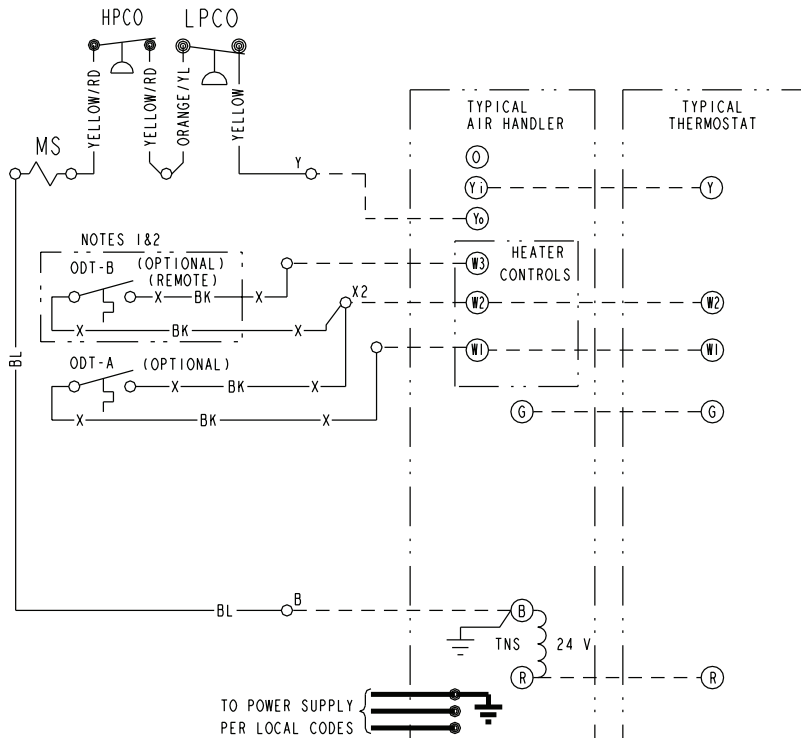 HPCO
LPCO
YELLOW/RD
YELLOW/RD
ORANGE/YL
YELLOW
MS
Y
TYPICAL
AIR HANDLER
TYPICAL
THERMOSTAT
O
Yi
Y
Yo
NOTES 1&2
ODT-B
(OPTIONAL)
(REMOTE)
X
BK
X
X
BK
X
X2
W3
HEATER
CONTROLS
W2
W2
W1
W1
ODT-A
(OPTIONAL)
X
BK
X
X
BK
X
G
G
BL
BL
B
B
TNS
24 V
R
R
TO POWER SUPPLY
PER LOCAL CODES